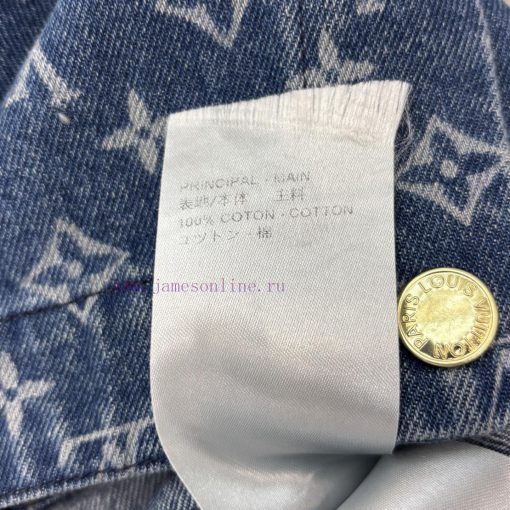 PRINCIPAL - MAIN
表地/本体 主料
100% COTON - COTTON
コットン - 棉
www.jamesonline.ru
PARIS LOUIS VUITTON